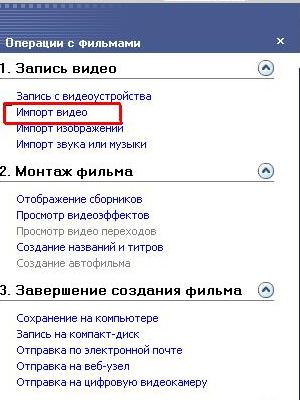 Операции с фильмами
1. Запись видео
Запись с видеоустройства
Импорт видео
Импорт изображений
Импорт звука или музыки
2. Монтаж фильма
Отображение сборников
Просмотр видеоэффектов
Просмотр видео переходов
Создание названий и титров
Создание автофильма
3. Завершение создания фильма
Сохранение на компьютере
Запись на компакт-диск
Отправка по электронной почте
Отправка на веб-узел
Отправка на цифровую видеокамеру